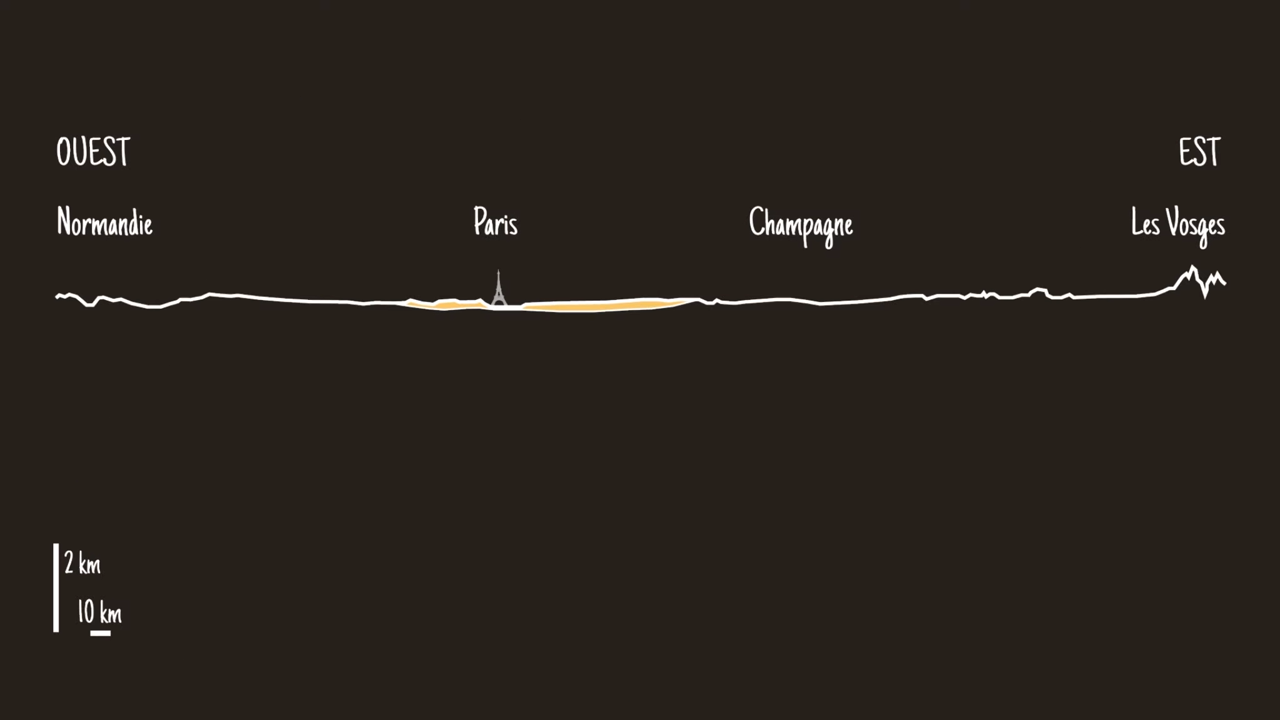 OUEST
EST
Normandie
Paris
Champagne
Les Vosges
2 km
10 km